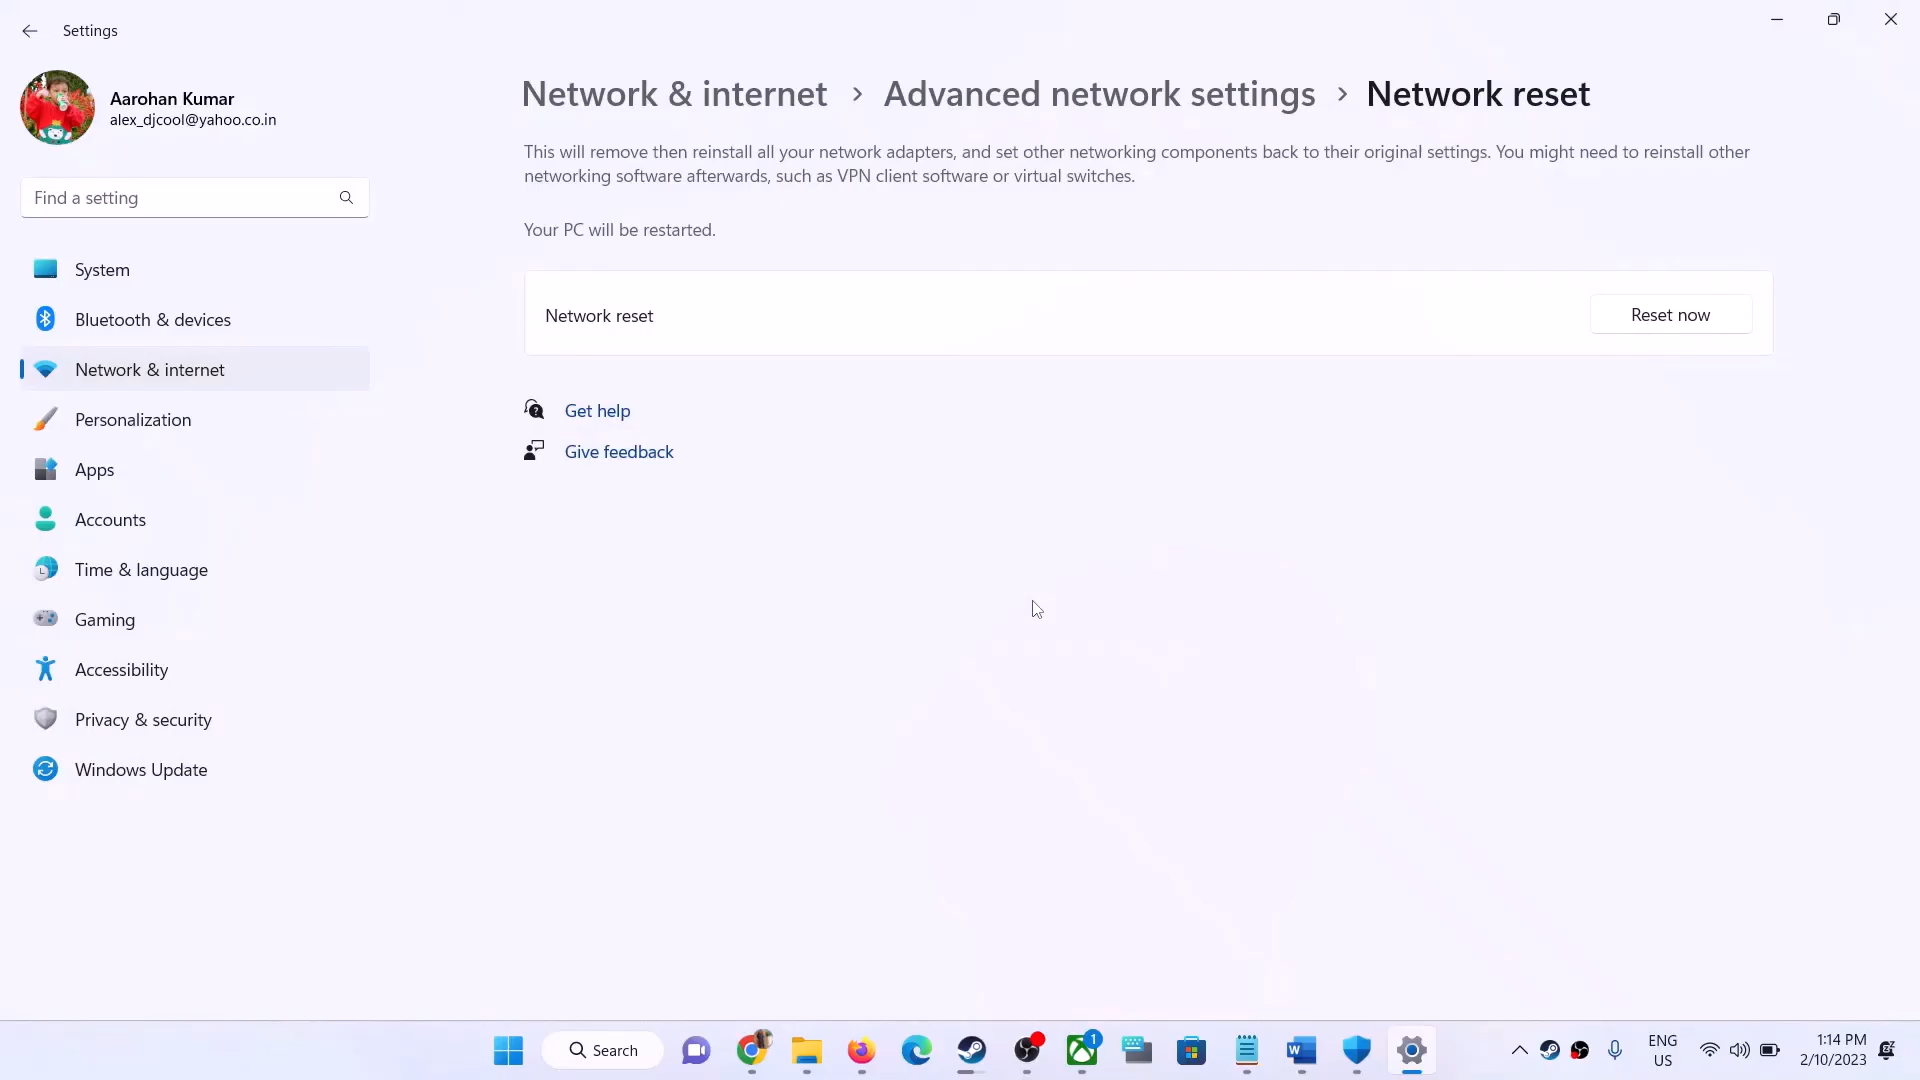 Settings
Aarohan Kumar
alex_djcool@yahoo.co.in
Find a setting
System
Bluetooth & devices
Network & internet
Personalization
Apps
Accounts
Time & language
Gaming
Accessibility
Privacy & security
Windows Update
Network & internet > Advanced network settings > Network reset
This will remove then reinstall all your network adapters, and set other networking components back to their original settings. You might need to reinstall other
networking software afterwards, such as VPN client software or virtual switches.
Your PC will be restarted.
Network reset
Reset now
Get help
Give feedback
Search
1
W
ENG
US
1:14 PM
2/10/2023